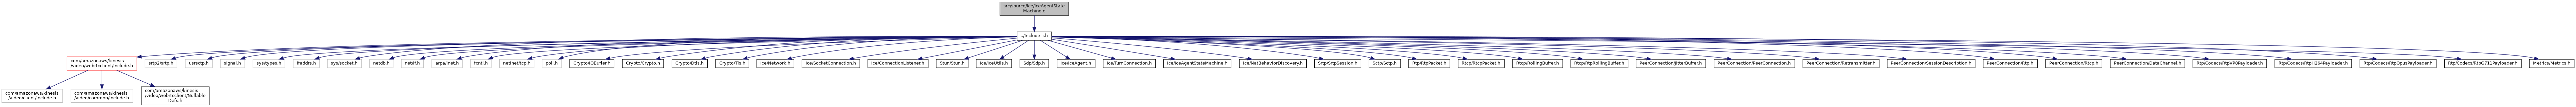 src/source/Ice/IceAgentState
Machine.c
../Include_i.h
com/amazonaws/kinesis
/video/webrtcclient/Include.h
srtp2/srtp.h
usrsctp.h
signal.h
sys/types.h
ifaddrs.h
sys/socket.h
netdb.h
net/if.h
arpa/inet.h
fcntl.h
netinet/tcp.h
poll.h
Crypto/IOBuffer.h
Crypto/Crypto.h
Crypto/Dtls.h
Crypto/Tls.h
Ice/Network.h
Ice/SocketConnection.h
Ice/ConnectionListener.h
Stun/Stun.h
Ice/IceUtils.h
Sdp/Sdp.h
Ice/IceAgent.h
Ice/TurnConnection.h
Ice/IceAgentStateMachine.h
Ice/NatBehaviorDiscovery.h
Srtp/SrtpSession.h
Sctp/Sctp.h
Rtp/RtpPacket.h
Rtcp/RtcpPacket.h
Rtcp/RollingBuffer.h
Rtcp/RtpRollingBuffer.h
PeerConnection/JitterBuffer.h
PeerConnection/PeerConnection.h
PeerConnection/Retransmitter.h
PeerConnection/SessionDescription.h
PeerConnection/Rtp.h
PeerConnection/Rtcp.h
PeerConnection/DataChannel.h
Rtp/Codecs/RtpVP8Payloader.h
Rtp/Codecs/RtpH264Payloader.h
Rtp/Codecs/RtpOpusPayloader.h
Rtp/Codecs/RtpG711Payloader.h
Metrics/Metrics.h
com/amazonaws/kinesis
/video/client/Include.h
com/amazonaws/kinesis
/video/common/Include.h
com/amazonaws/kinesis
/video/webrtcclient/Nullable
Defs.h